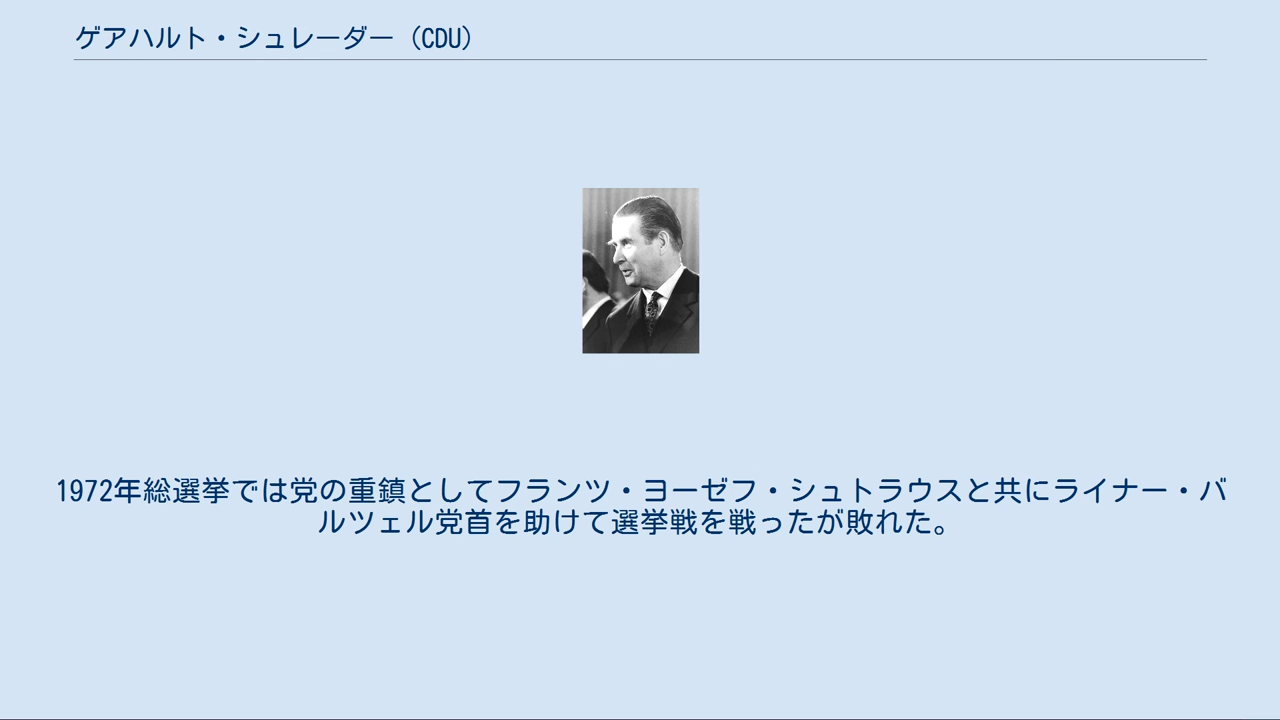 ゲアハルト・シュレーダー（CDU）
1972年総選挙では党の重鎮としてフランツ・ヨーゼフ・シュトラウスと共にライナー・バ
ルツェル党首を助けて選挙戦を戦ったが敗れた。